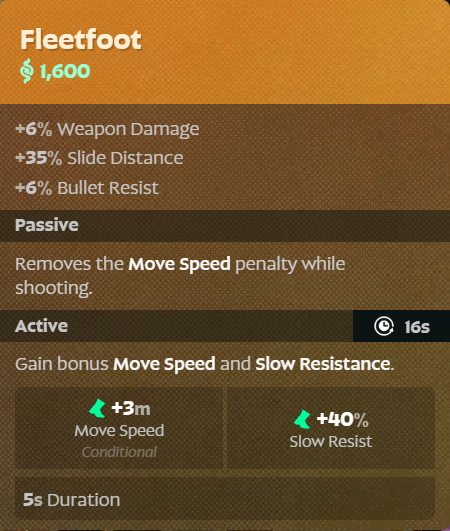 Fleetfoot
1,600
+6% Weapon Damage
+35% Slide Distance
+6% Bullet Resist
Passive
Removes the Move Speed penalty while
shooting.
Active 16s
Gain bonus Move Speed and Slow Resistance.
+3m
Move Speed
Conditional
+40%
Slow Resist
5s Duration